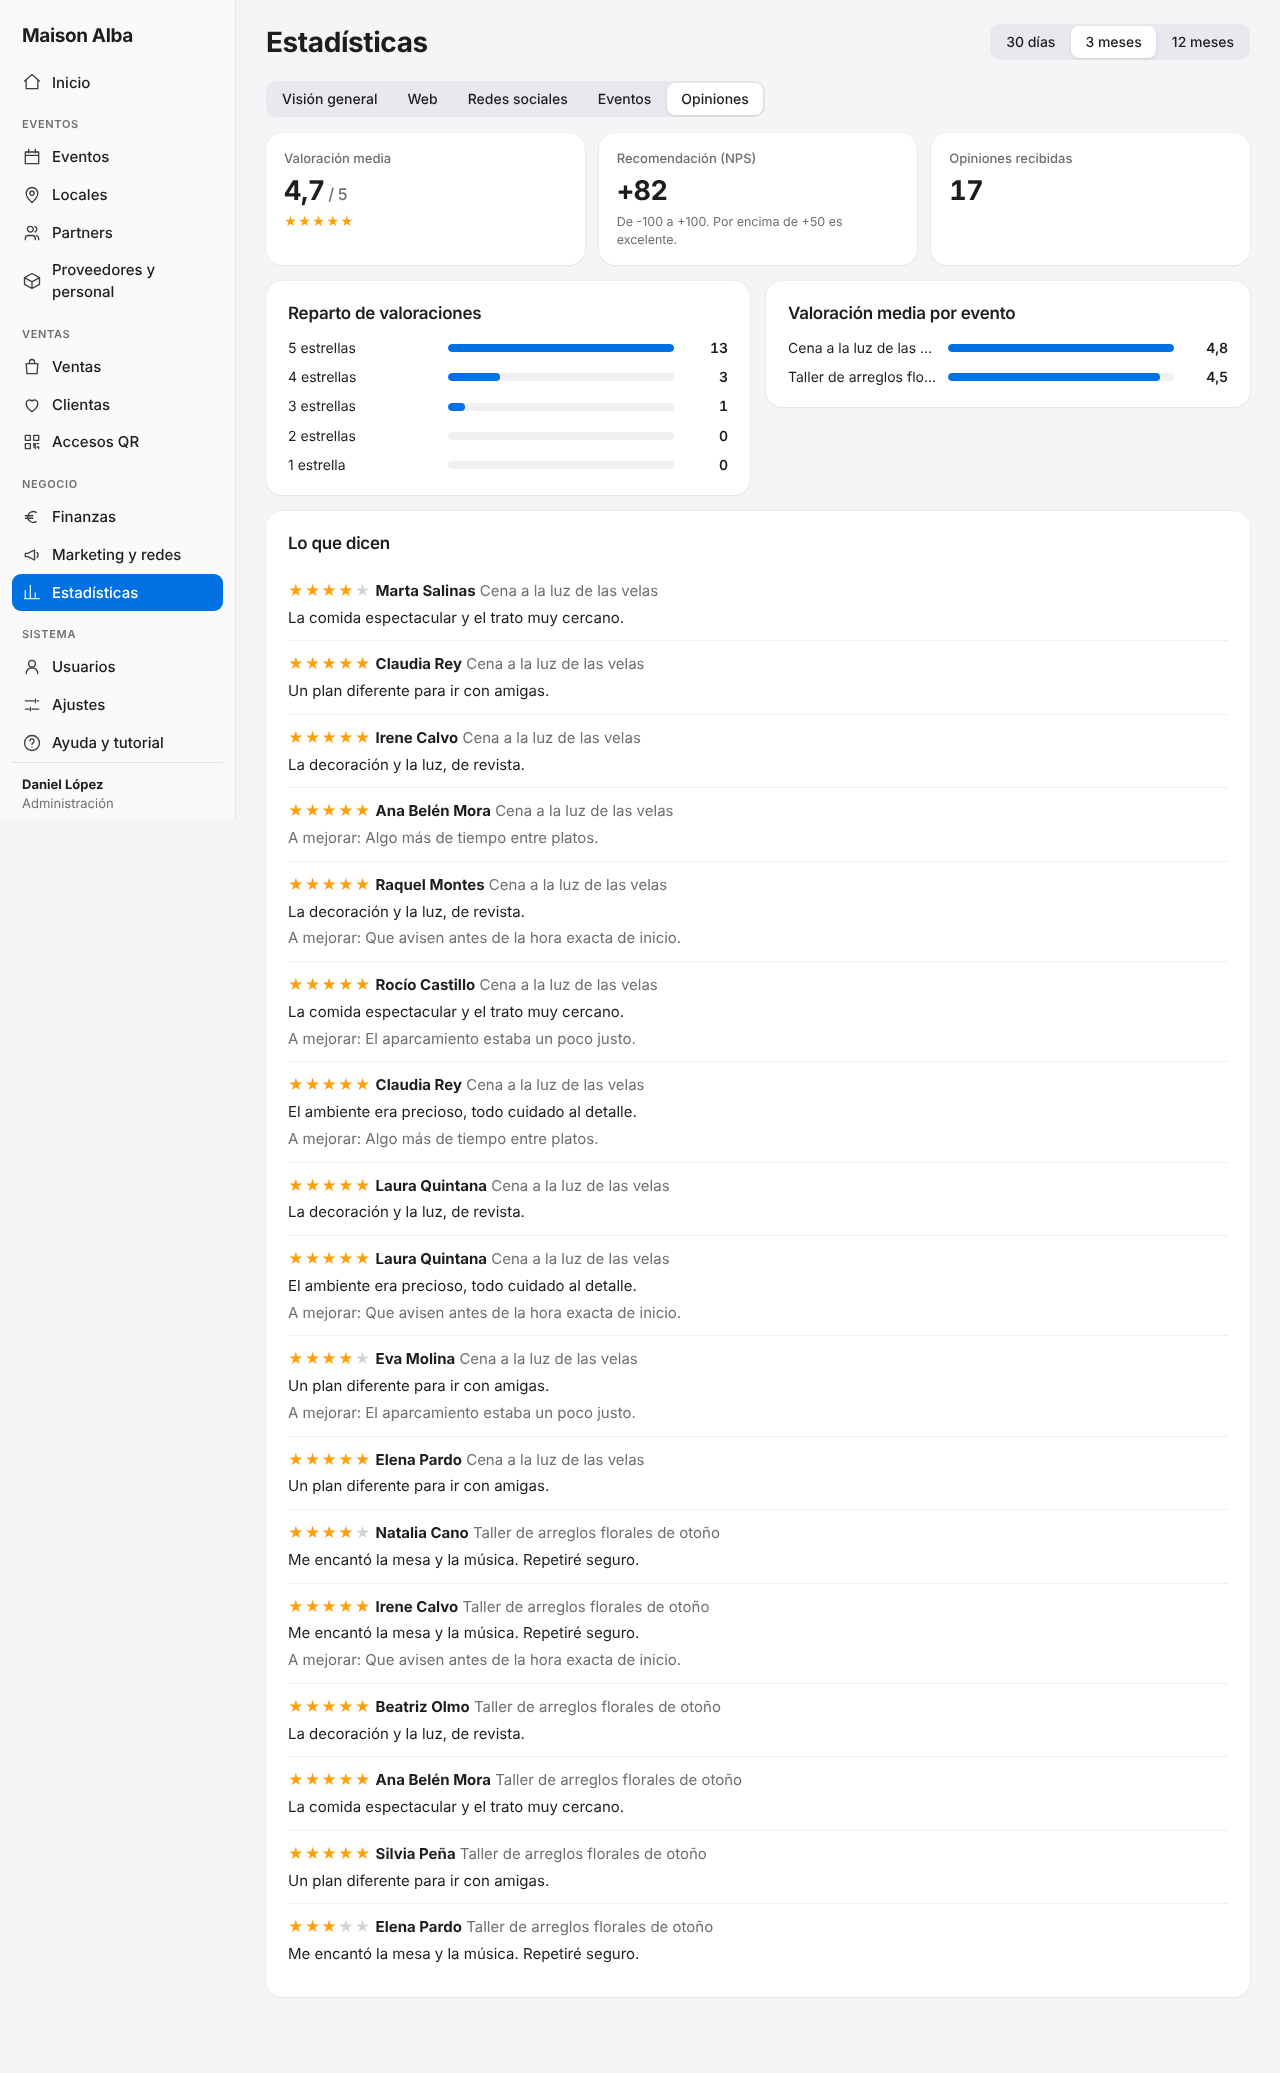 Maison Alba
Inicio
EVENTOS
Eventos
Locales
Partners
Proveedores y
personal
VENTAS
Ventas
Clientas
Accesos QR
NEGOCIO
Finanzas
Marketing y redes
Estadísticas
SISTEMA
Usuarios
Ajustes
Ayuda y tutorial
Daniel López
Administración
Estadísticas
30 días 3 meses 12 meses
Visión general Web Redes sociales Eventos Opiniones
Valoración media
4,7 / 5
★★★★★
Recomendación (NPS)
+82
De -100 a +100. Por encima de +50 es
excelente.
Opiniones recibidas
17
Reparto de valoraciones
5 estrellas 13
4 estrellas 3
3 estrellas 1
2 estrellas 0
1 estrella 0
Valoración media por evento
Cena a la luz de las ... 4,8
Taller de arreglos flo... 4,5
Lo que dicen
★★★★★ Marta Salinas Cena a la luz de las velas
La comida espectacular y el trato muy cercano.
★★★★★ Claudia Rey Cena a la luz de las velas
Un plan diferente para ir con amigas.
★★★★★ Irene Calvo Cena a la luz de las velas
La decoración y la luz, de revista.
★★★★★ Ana Belén Mora Cena a la luz de las velas
A mejorar: Algo más de tiempo entre platos.
★★★★★ Raquel Montes Cena a la luz de las velas
La decoración y la luz, de revista.
A mejorar: Que avisen antes de la hora exacta de inicio.
★★★★★ Rocío Castillo Cena a la luz de las velas
La comida espectacular y el trato muy cercano.
A mejorar: El aparcamiento estaba un poco justo.
★★★★★ Claudia Rey Cena a la luz de las velas
El ambiente era precioso, todo cuidado al detalle.
A mejorar: Algo más de tiempo entre platos.
★★★★★ Laura Quintana Cena a la luz de las velas
La decoración y la luz, de revista.
★★★★★ Laura Quintana Cena a la luz de las velas
El ambiente era precioso, todo cuidado al detalle.
A mejorar: Que avisen antes de la hora exacta de inicio.
★★★★★ Eva Molina Cena a la luz de las velas
Un plan diferente para ir con amigas.
A mejorar: El aparcamiento estaba un poco justo.
★★★★★ Elena Pardo Cena a la luz de las velas
Un plan diferente para ir con amigas.
★★★★★ Natalia Cano Taller de arreglos florales de otoño
Me encantó la mesa y la música. Repetiré seguro.
★★★★★ Irene Calvo Taller de arreglos florales de otoño
Me encantó la mesa y la música. Repetiré seguro.
A mejorar: Que avisen antes de la hora exacta de inicio.
★★★★★ Beatriz Olmo Taller de arreglos florales de otoño
La decoración y la luz, de revista.
★★★★★ Ana Belén Mora Taller de arreglos florales de otoño
La comida espectacular y el trato muy cercano.
★★★★★ Silvia Peña Taller de arreglos florales de otoño
Un plan diferente para ir con amigas.
★★★★★ Elena Pardo Taller de arreglos florales de otoño
Me encantó la mesa y la música. Repetiré seguro.